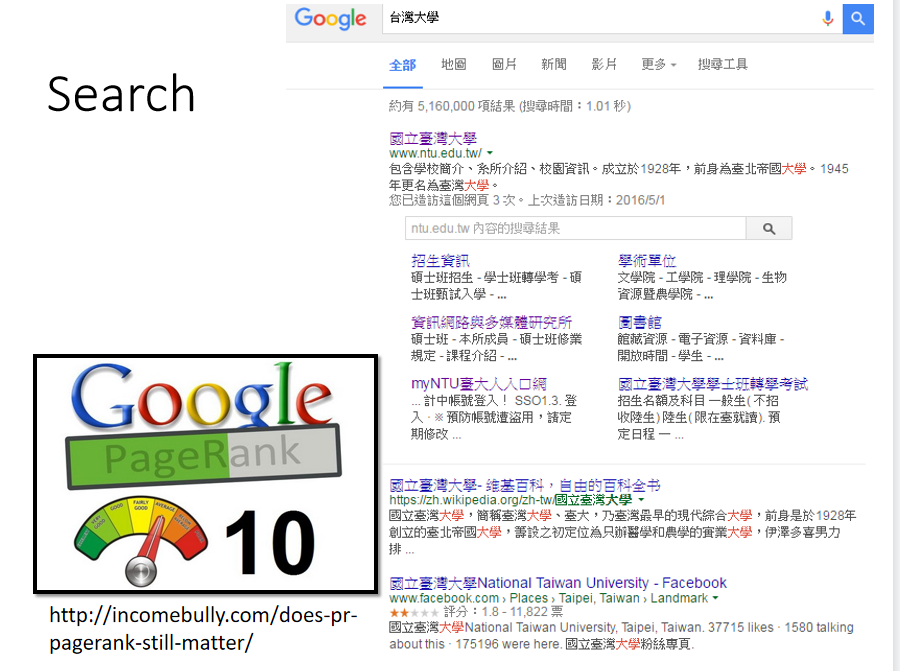 Search
Google
台灣大學
全部 地圖 圖片 新聞 影片 更多 搜尋工具
約有 5,160,000 項結果 (搜尋時間：1.01 秒)
國立臺灣大學
www.ntu.edu.tw/
包含學校簡介、系所介紹、校園資訊。成立於1928年，前身為臺北帝國大學。1945
年更名為臺灣大學。
您已造訪這個網頁 3 次。上次造訪日期：2016/5/1
ntu.edu.tw 內容的搜尋結果
招生資訊
碩士班招生 - 學士班轉學考 - 碩
士班甄試入學 - ...
學術單位
文學院 - 工學院 - 理學院 - 生物
資源暨農學院 - ...
資訊網路與多媒體研究所
碩士班 - 本所成員 - 碩士班修業
規定 - 課程介紹 - ...
圖書館
館藏資源 - 電子資源 - 資料庫 -
開放時間 - 學生 - ...
myNTU臺大人入口網
... 計中帳號登入！ SSO1.3. 登
入 · ※ 預防帳號遭盜用，請定
期修改 ...
國立臺灣大學學士班轉學考試
招生名額及科目 一般生( 不招
收陸生) 陸生( 限在臺就讀). 預
定日程 — ...
國立臺灣大學- 维基百科，自由的百科全书
https://zh.wikipedia.org/zh-tw/國立臺灣大學
國立臺灣大學，簡稱臺灣大學、臺大，乃臺灣最早的現代綜合大學，前身是於1928年
創立的臺北帝國大學，籌設之初定位為只辦醫學和農學的實業大學，伊澤多喜男力
排 ...
國立臺灣大學National Taiwan University - Facebook
www.facebook.com › Places › Taipei, Taiwan › Landmark
評分：1.8 - 11,822 票
國立臺灣大學National Taiwan University, Taipei, Taiwan. 37715 likes · 1580 talking
about this · 175196 were here. 國立臺灣大學粉絲專頁.
Google
PageRank
VERY GOOD GOOD FAIRLY GOOD AVERAGE
10
http://incomebully.com/does-pr-
pagerank-still-matter/